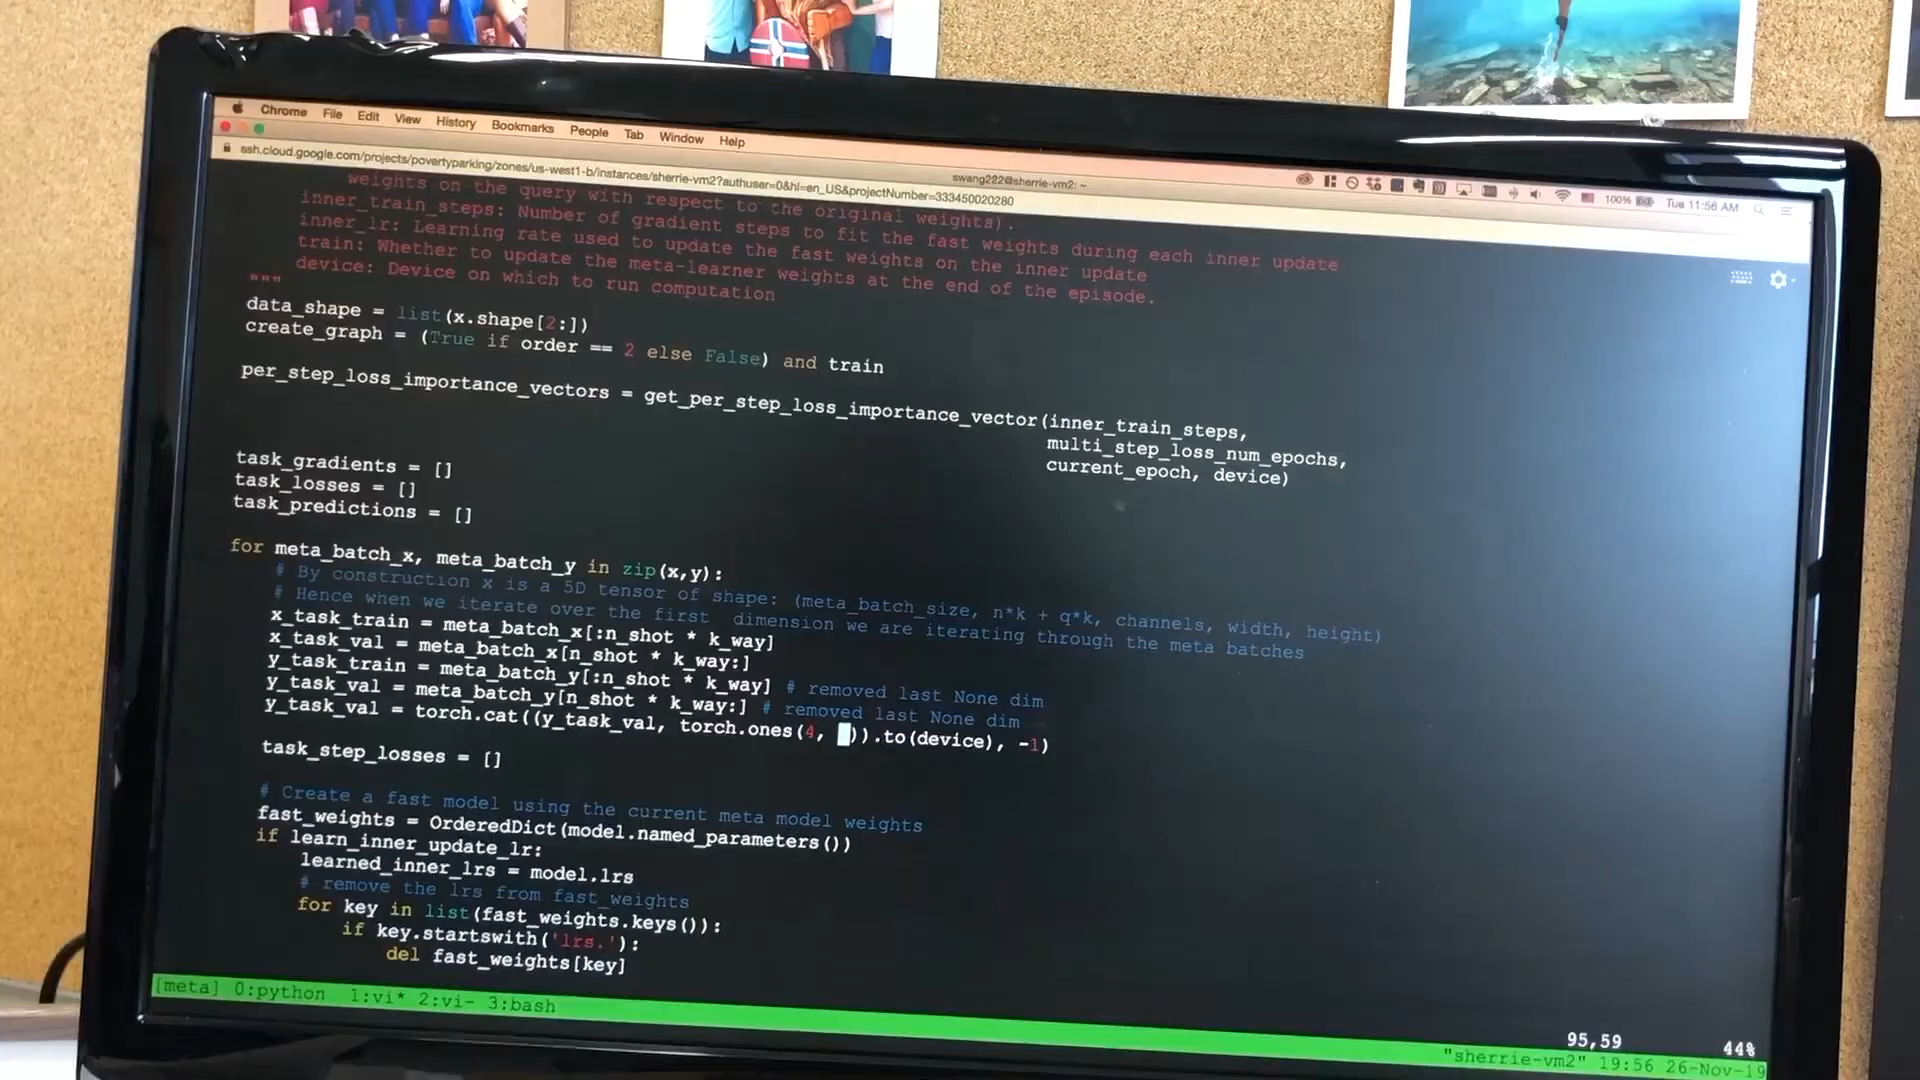 Chrome File Edit View History Bookmarks People Tab Window Help
100% Tue 11:56 AM
swang222@sherrie-vm2: ~
ssh.cloud.google.com/projects/povertyparking/zones/us-west1-b/instances/sherrie-vm2?authuser=0&hl=en_US&projectNumber=333450020280
weights on the query with respect to the original weights).
inner_train_steps: Number of gradient steps to fit the fast weights during each inner update
inner_lr: Learning rate used to update the fast weights on the inner update
train: Whether to update the meta-learner weights at the end of the episode.
device: Device on which to run computation
"""
data_shape = list(x.shape[2:])
create_graph = (True if order == 2 else False) and train
per_step_loss_importance_vectors = get_per_step_loss_importance_vector(inner_train_steps,
multi_step_loss_num_epochs,
current_epoch, device)
task_gradients = []
task_losses = []
task_predictions = []
for meta_batch_x, meta_batch_y in zip(x,y):
# By construction x is a 5D tensor of shape: (meta_batch_size, n*k + q*k, channels, width, height)
# Hence when we iterate over the first dimension we are iterating through the meta batches
x_task_train = meta_batch_x[:n_shot * k_way]
x_task_val = meta_batch_x[n_shot * k_way:]
y_task_train = meta_batch_y[:n_shot * k_way] # removed last None dim
y_task_val = meta_batch_y[n_shot * k_way:] # removed last None dim
y_task_val = torch.cat((y_task_val, torch.ones(4, )).to(device), -1)
task_step_losses = []
# Create a fast model using the current meta model weights
fast_weights = OrderedDict(model.named_parameters())
if learn_inner_update_lr:
learned_inner_lrs = model.lrs
# remove the lrs from fast_weights
for key in list(fast_weights.keys()):
if key.startswith('lrs.'):
del fast_weights[key]
95,59 44%
[meta] 0:python 1:vi* 2:vi- 3:bash "sherrie-vm2" 19:56 26-Nov-19